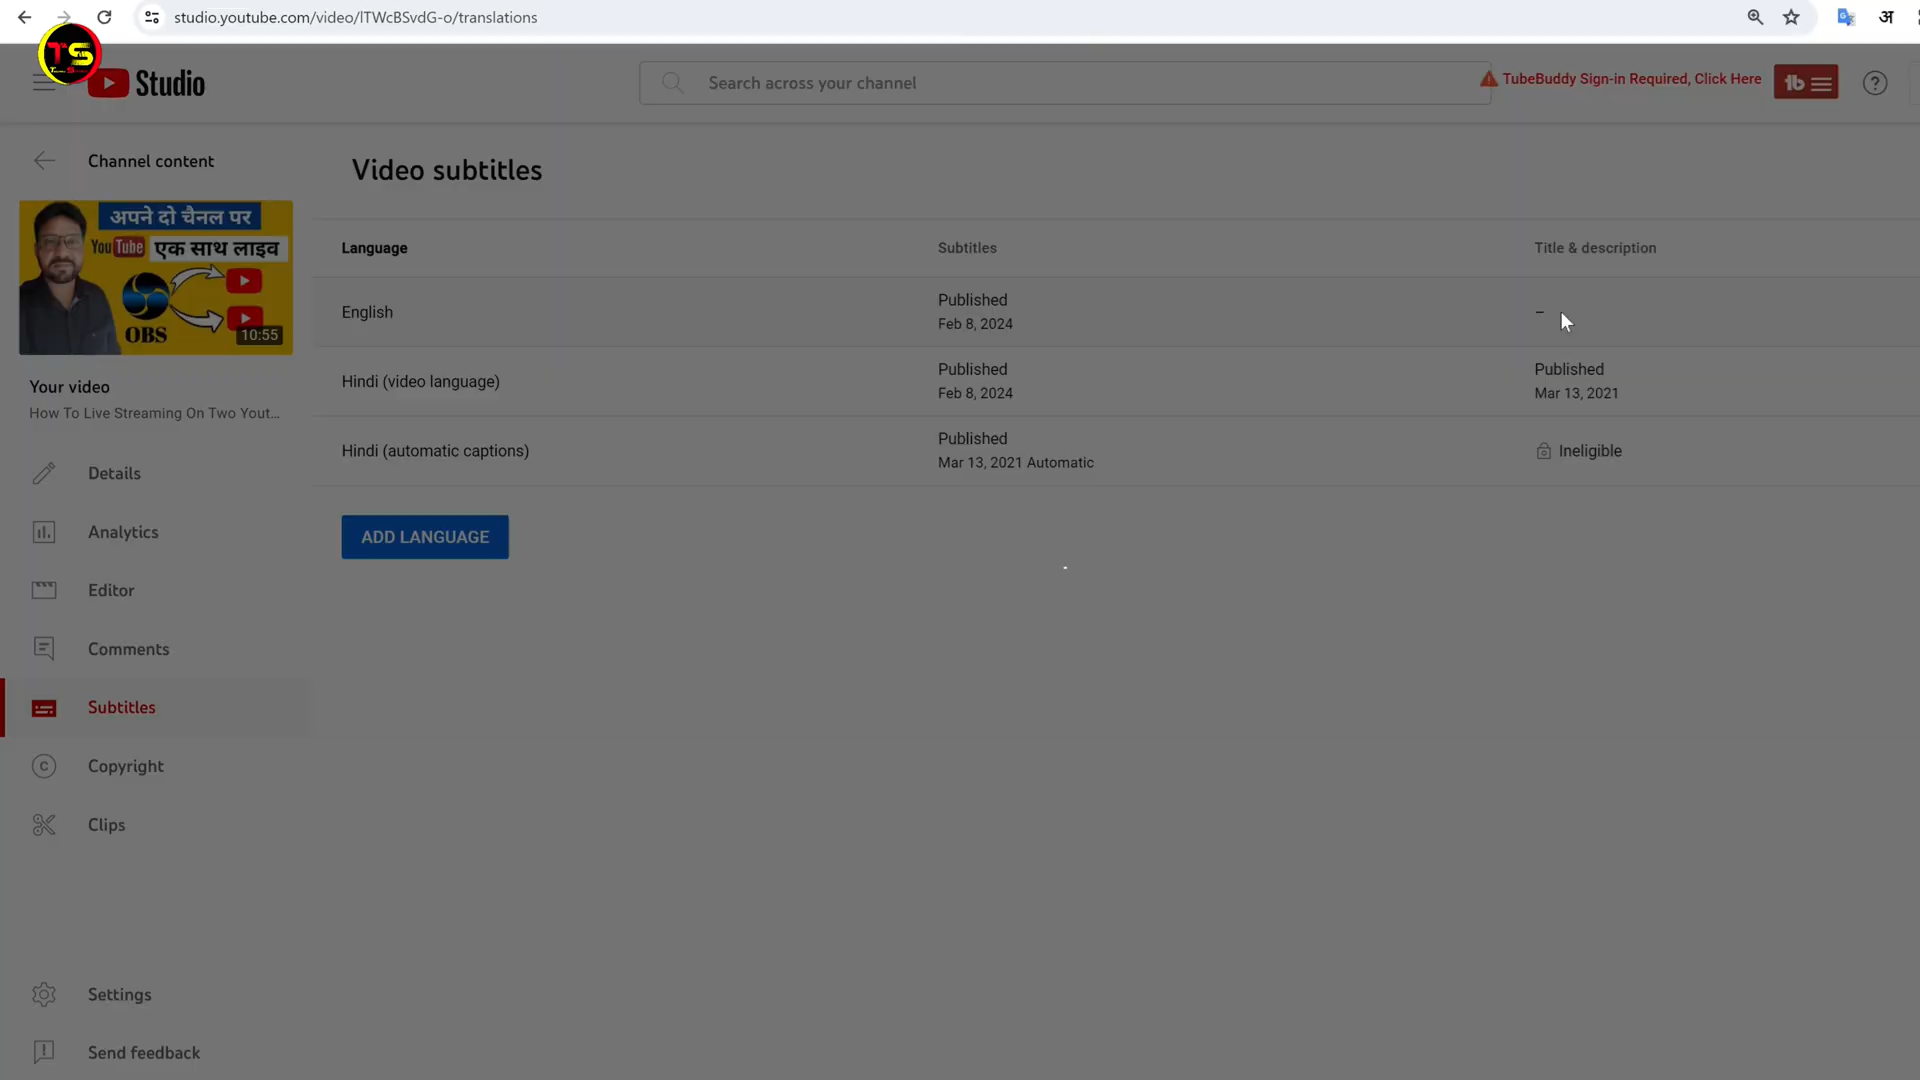 studio.youtube.com/video/lTWcBSvdG-o/translations
अ
TS
Studio
Search across your channel
TubeBuddy Sign-in Required, Click Here
tb
Channel content
Video subtitles
अपने दो चैनल पर
YouTube एक साथ लाइव
OBS
10:55
Language
Subtitles
Title & description
English
Published
Feb 8, 2024
–
Your video
How To Live Streaming On Two Yout...
Hindi (video language)
Published
Feb 8, 2024
Published
Mar 13, 2021
Hindi (automatic captions)
Published
Mar 13, 2021 Automatic
Ineligible
ADD LANGUAGE
Details
Analytics
Editor
Comments
Subtitles
Copyright
Clips
Settings
Send feedback